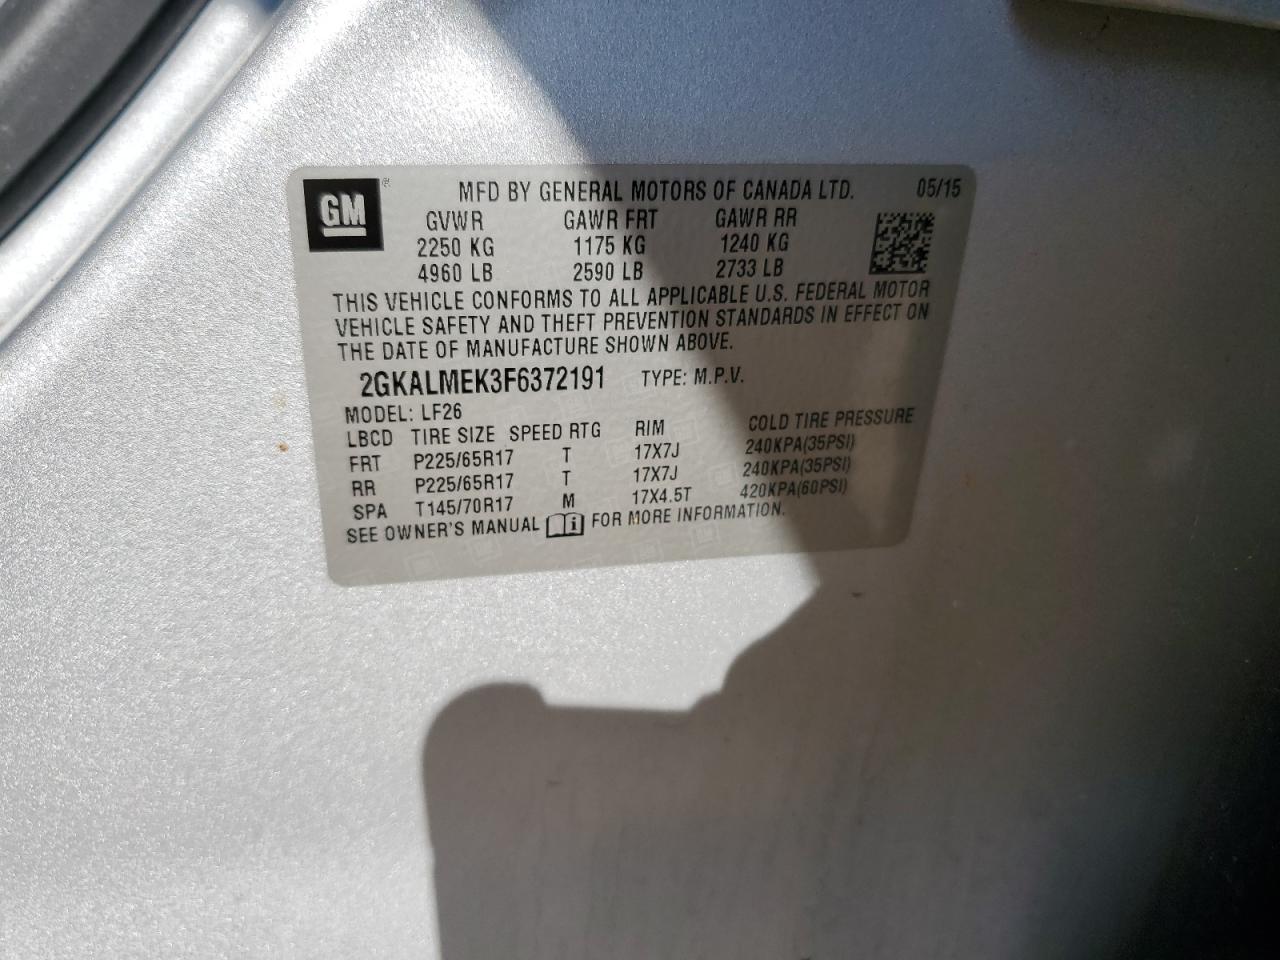 GM ® MFD BY GENERAL MOTORS OF CANADA LTD. 05/15
GVWR GAWR FRT GAWR RR
2250 KG 1175 KG 1240 KG
4960 LB 2590 LB 2733 LB
THIS VEHICLE CONFORMS TO ALL APPLICABLE U.S. FEDERAL MOTOR
VEHICLE SAFETY AND THEFT PREVENTION STANDARDS IN EFFECT ON
THE DATE OF MANUFACTURE SHOWN ABOVE.
2GKALMEK3F6372191 TYPE: M.P.V.
MODEL: LF26
LBCD TIRE SIZE SPEED RTG RIM COLD TIRE PRESSURE
FRT P225/65R17 T 17X7J 240KPA(35PSI)
RR P225/65R17 T 17X7J 240KPA(35PSI)
SPA T145/70R17 M 17X4.5T 420KPA(60PSI)
SEE OWNER'S MANUAL i FOR MORE INFORMATION.